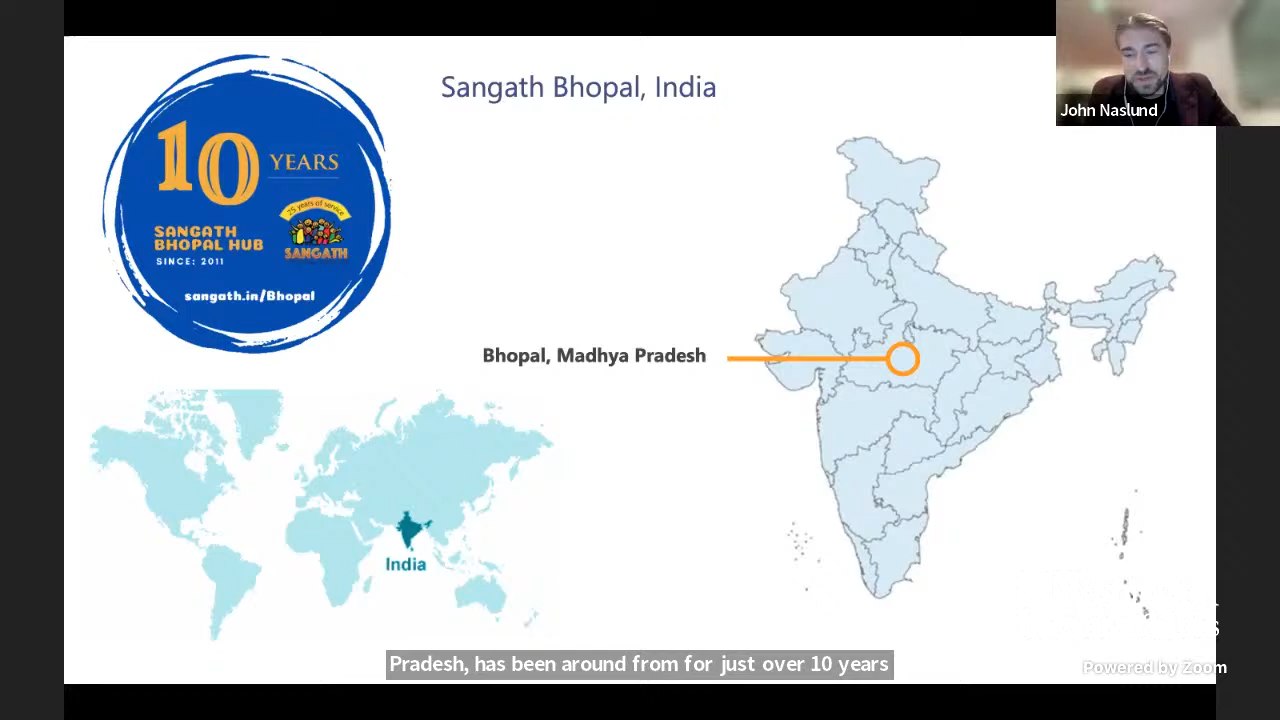 Sangath Bhopal, India
John Naslund
10 YEARS
25 years of service
SANGATH
BHOPAL HUB
SINCE: 2011
SANGATH
sangath.in/Bhopal
Bhopal, Madhya Pradesh
India
Pradesh, has been around from for just over 10 years
Powered by Zoom